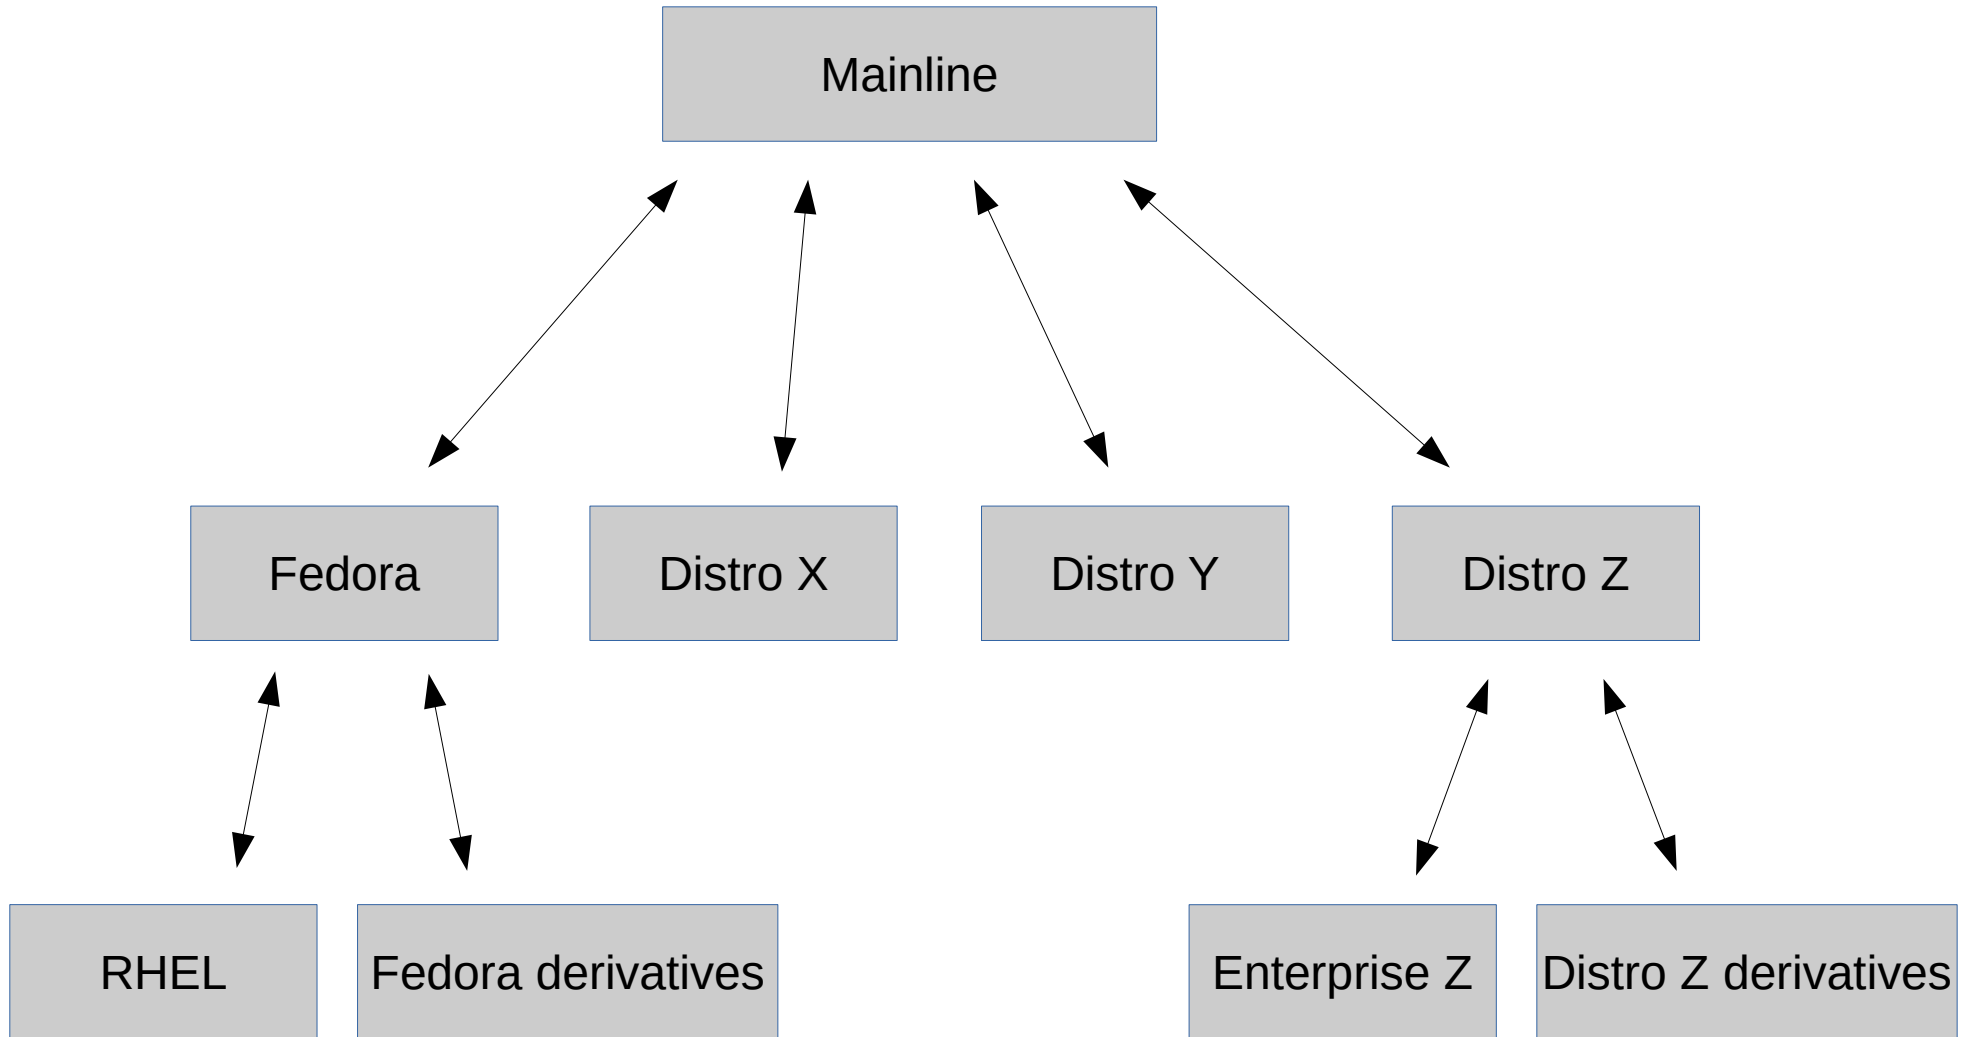 Mainline
Fedora
Distro X
Distro Y
Distro Z
RHEL
Fedora derivatives
Enterprise Z
Distro Z derivatives